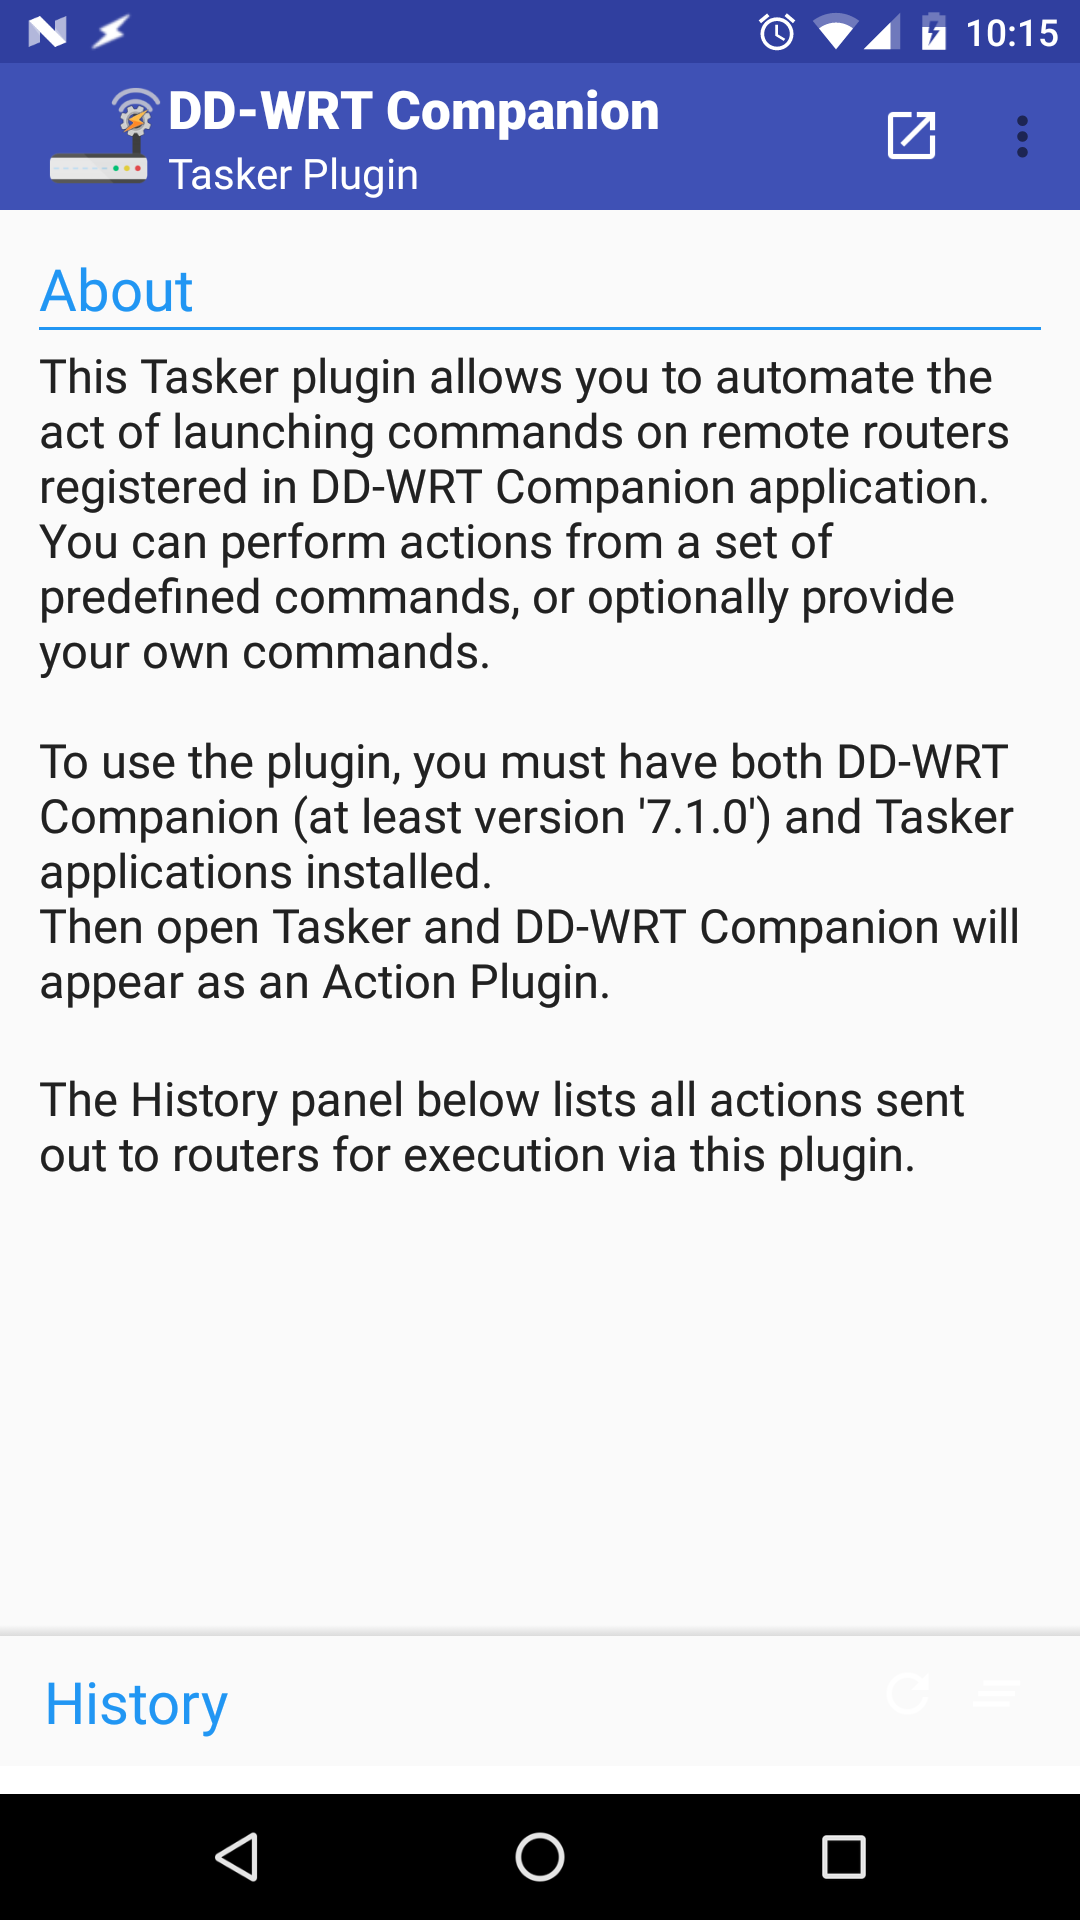 10:15
DD-WRT Companion
Tasker Plugin
About
This Tasker plugin allows you to automate the
act of launching commands on remote routers
registered in DD-WRT Companion application.
You can perform actions from a set of
predefined commands, or optionally provide
your own commands.
To use the plugin, you must have both DD-WRT
Companion (at least version '7.1.0') and Tasker
applications installed.
Then open Tasker and DD-WRT Companion will
appear as an Action Plugin.
The History panel below lists all actions sent
out to routers for execution via this plugin.
History